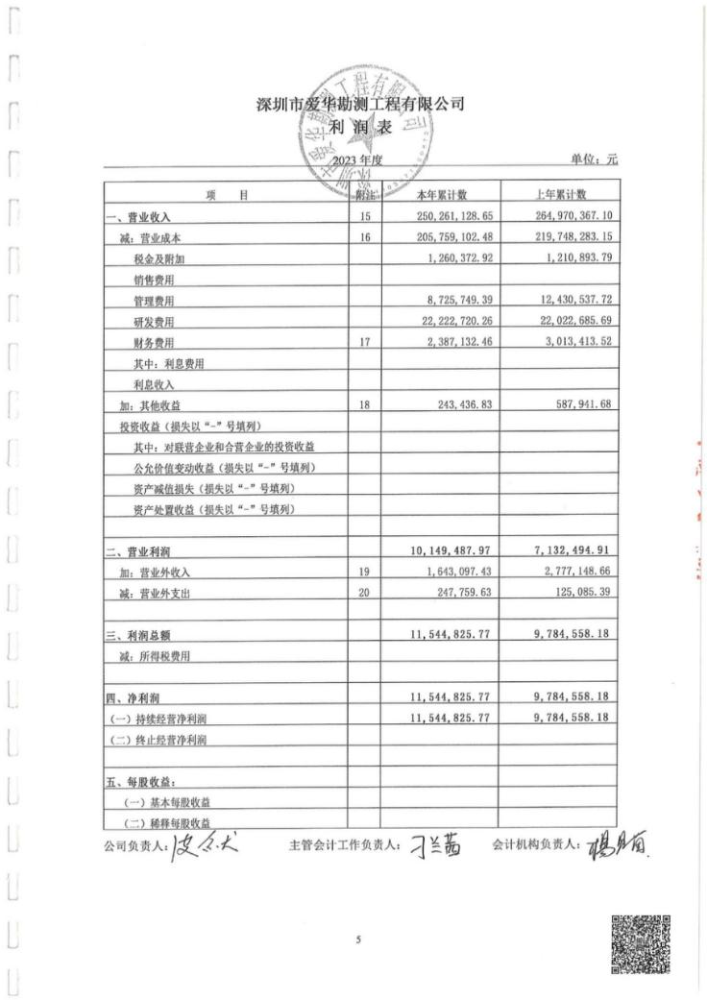 深圳市爱华勘测工程有限公司
利润表
2023 年度 单位：元
项 目 附注 本年累计数 上年累计数
一、营业收入 15 250,261,128.65 264,970,367.10
减：营业成本 16 205,759,102.48 219,748,283.15
税金及附加 1,260,372.92 1,210,893.79
销售费用
管理费用 8,725,749.39 12,430,537.72
研发费用 22,222,720.26 22,022,685.69
财务费用 17 2,387,132.46 3,013,413.52
其中：利息费用
利息收入
加：其他收益 18 243,436.83 587,941.68
投资收益（损失以“-”号填列）
其中：对联营企业和合营企业的投资收益
公允价值变动收益（损失以“-”号填列）
资产减值损失（损失以“-”号填列）
资产处置收益（损失以“-”号填列）
二、营业利润 10,149,487.97 7,132,494.91
加：营业外收入 19 1,643,097.43 2,777,148.66
减：营业外支出 20 247,759.63 125,085.39
三、利润总额 11,544,825.77 9,784,558.18
减：所得税费用
四、净利润 11,544,825.77 9,784,558.18
（一）持续经营净利润 11,544,825.77 9,784,558.18
（二）终止经营净利润
五、每股收益：
（一）基本每股收益
（二）稀释每股收益
公司负责人： 主管会计工作负责人：刁兰茜 会计机构负责人：
5